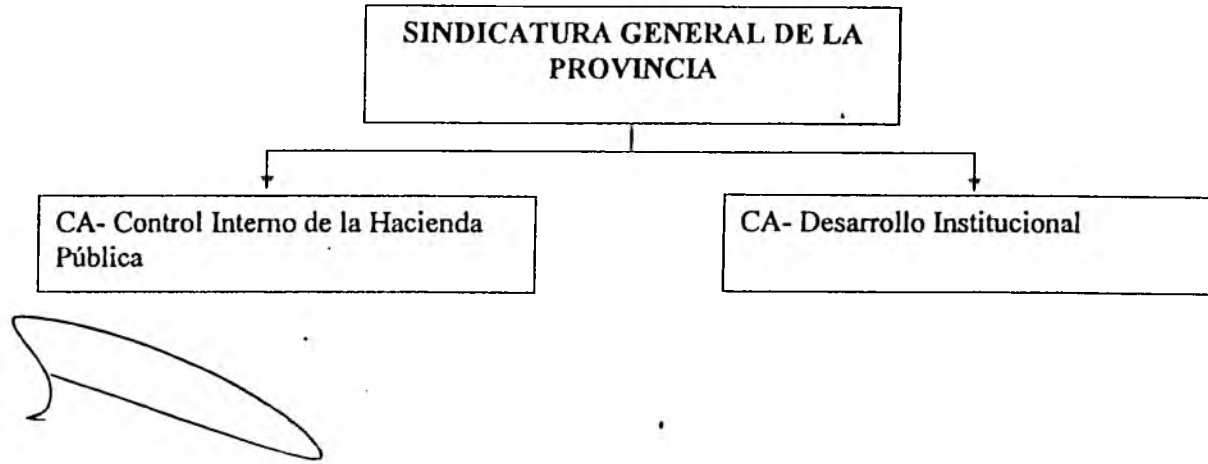 SINDICATURA GENERAL DE LA
PROVINCIA
CA- Control Interno de la Hacienda
Pública
CA- Desarrollo Institucional